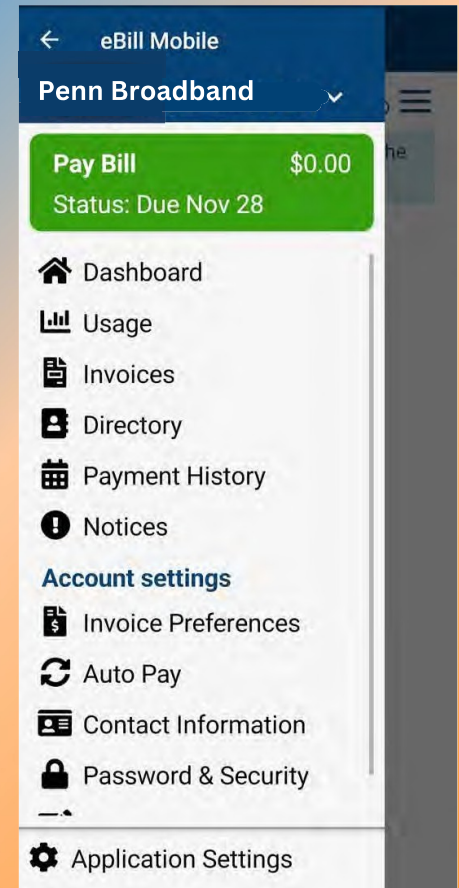 eBill Mobile
Penn Broadband
he
Pay Bill $0.00
Status: Due Nov 28
Dashboard
Usage
Invoices
Directory
Payment History
Notices
Account settings
Invoice Preferences
Auto Pay
Contact Information
Password & Security
Application Settings